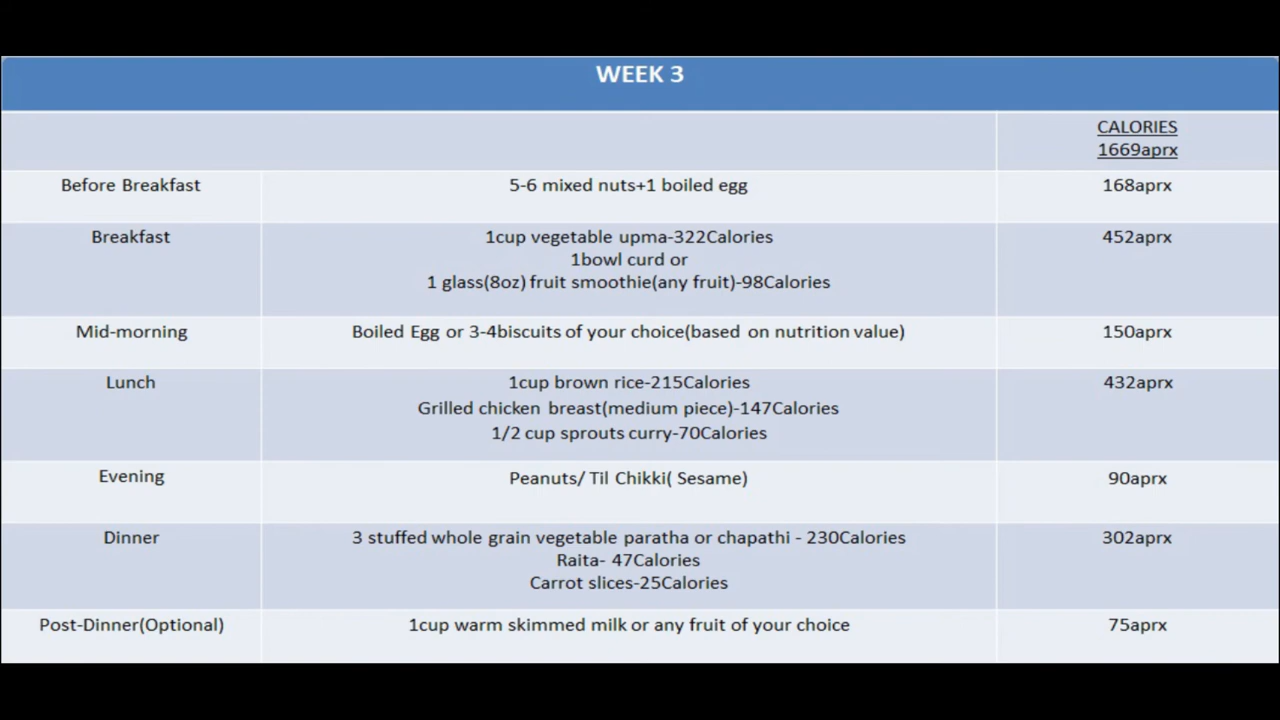 WEEK 3
CALORIES
1669aprx
Before Breakfast 5-6 mixed nuts+1 boiled egg 168aprx
Breakfast 1cup vegetable upma-322Calories 452aprx
1bowl curd or
1 glass(8oz) fruit smoothie(any fruit)-98Calories
Mid-morning Boiled Egg or 3-4biscuits of your choice(based on nutrition value) 150aprx
Lunch 1cup brown rice-215Calories 432aprx
Grilled chicken breast(medium piece)-147Calories
1/2 cup sprouts curry-70Calories
Evening Peanuts/ Til Chikki( Sesame) 90aprx
Dinner 3 stuffed whole grain vegetable paratha or chapathi - 230Calories 302aprx
Raita- 47Calories
Carrot slices-25Calories
Post-Dinner(Optional) 1cup warm skimmed milk or any fruit of your choice 75aprx